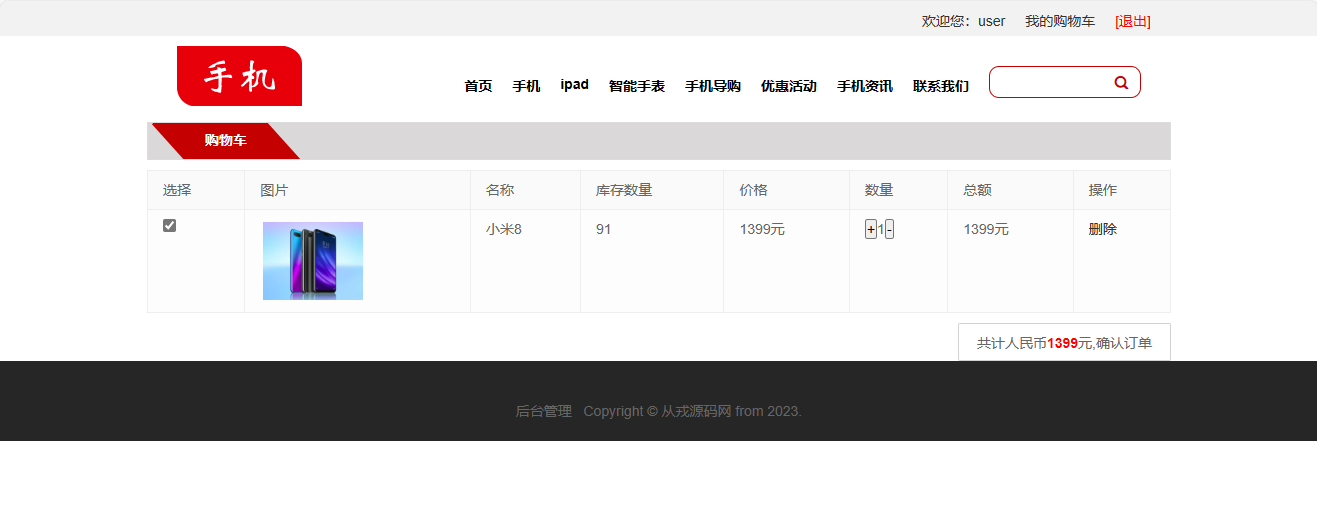 欢迎您：user 我的购物车 [退出]
手机
首页 手机 ipad 智能手表 手机导购 优惠活动 手机资讯 联系我们
购物车
选择 图片 名称 库存数量 价格 数量 总额 操作
小米8 91 1399元 +1- 1399元 删除
共计人民币1399元,确认订单
后台管理 Copyright © 从戎源码网 from 2023.